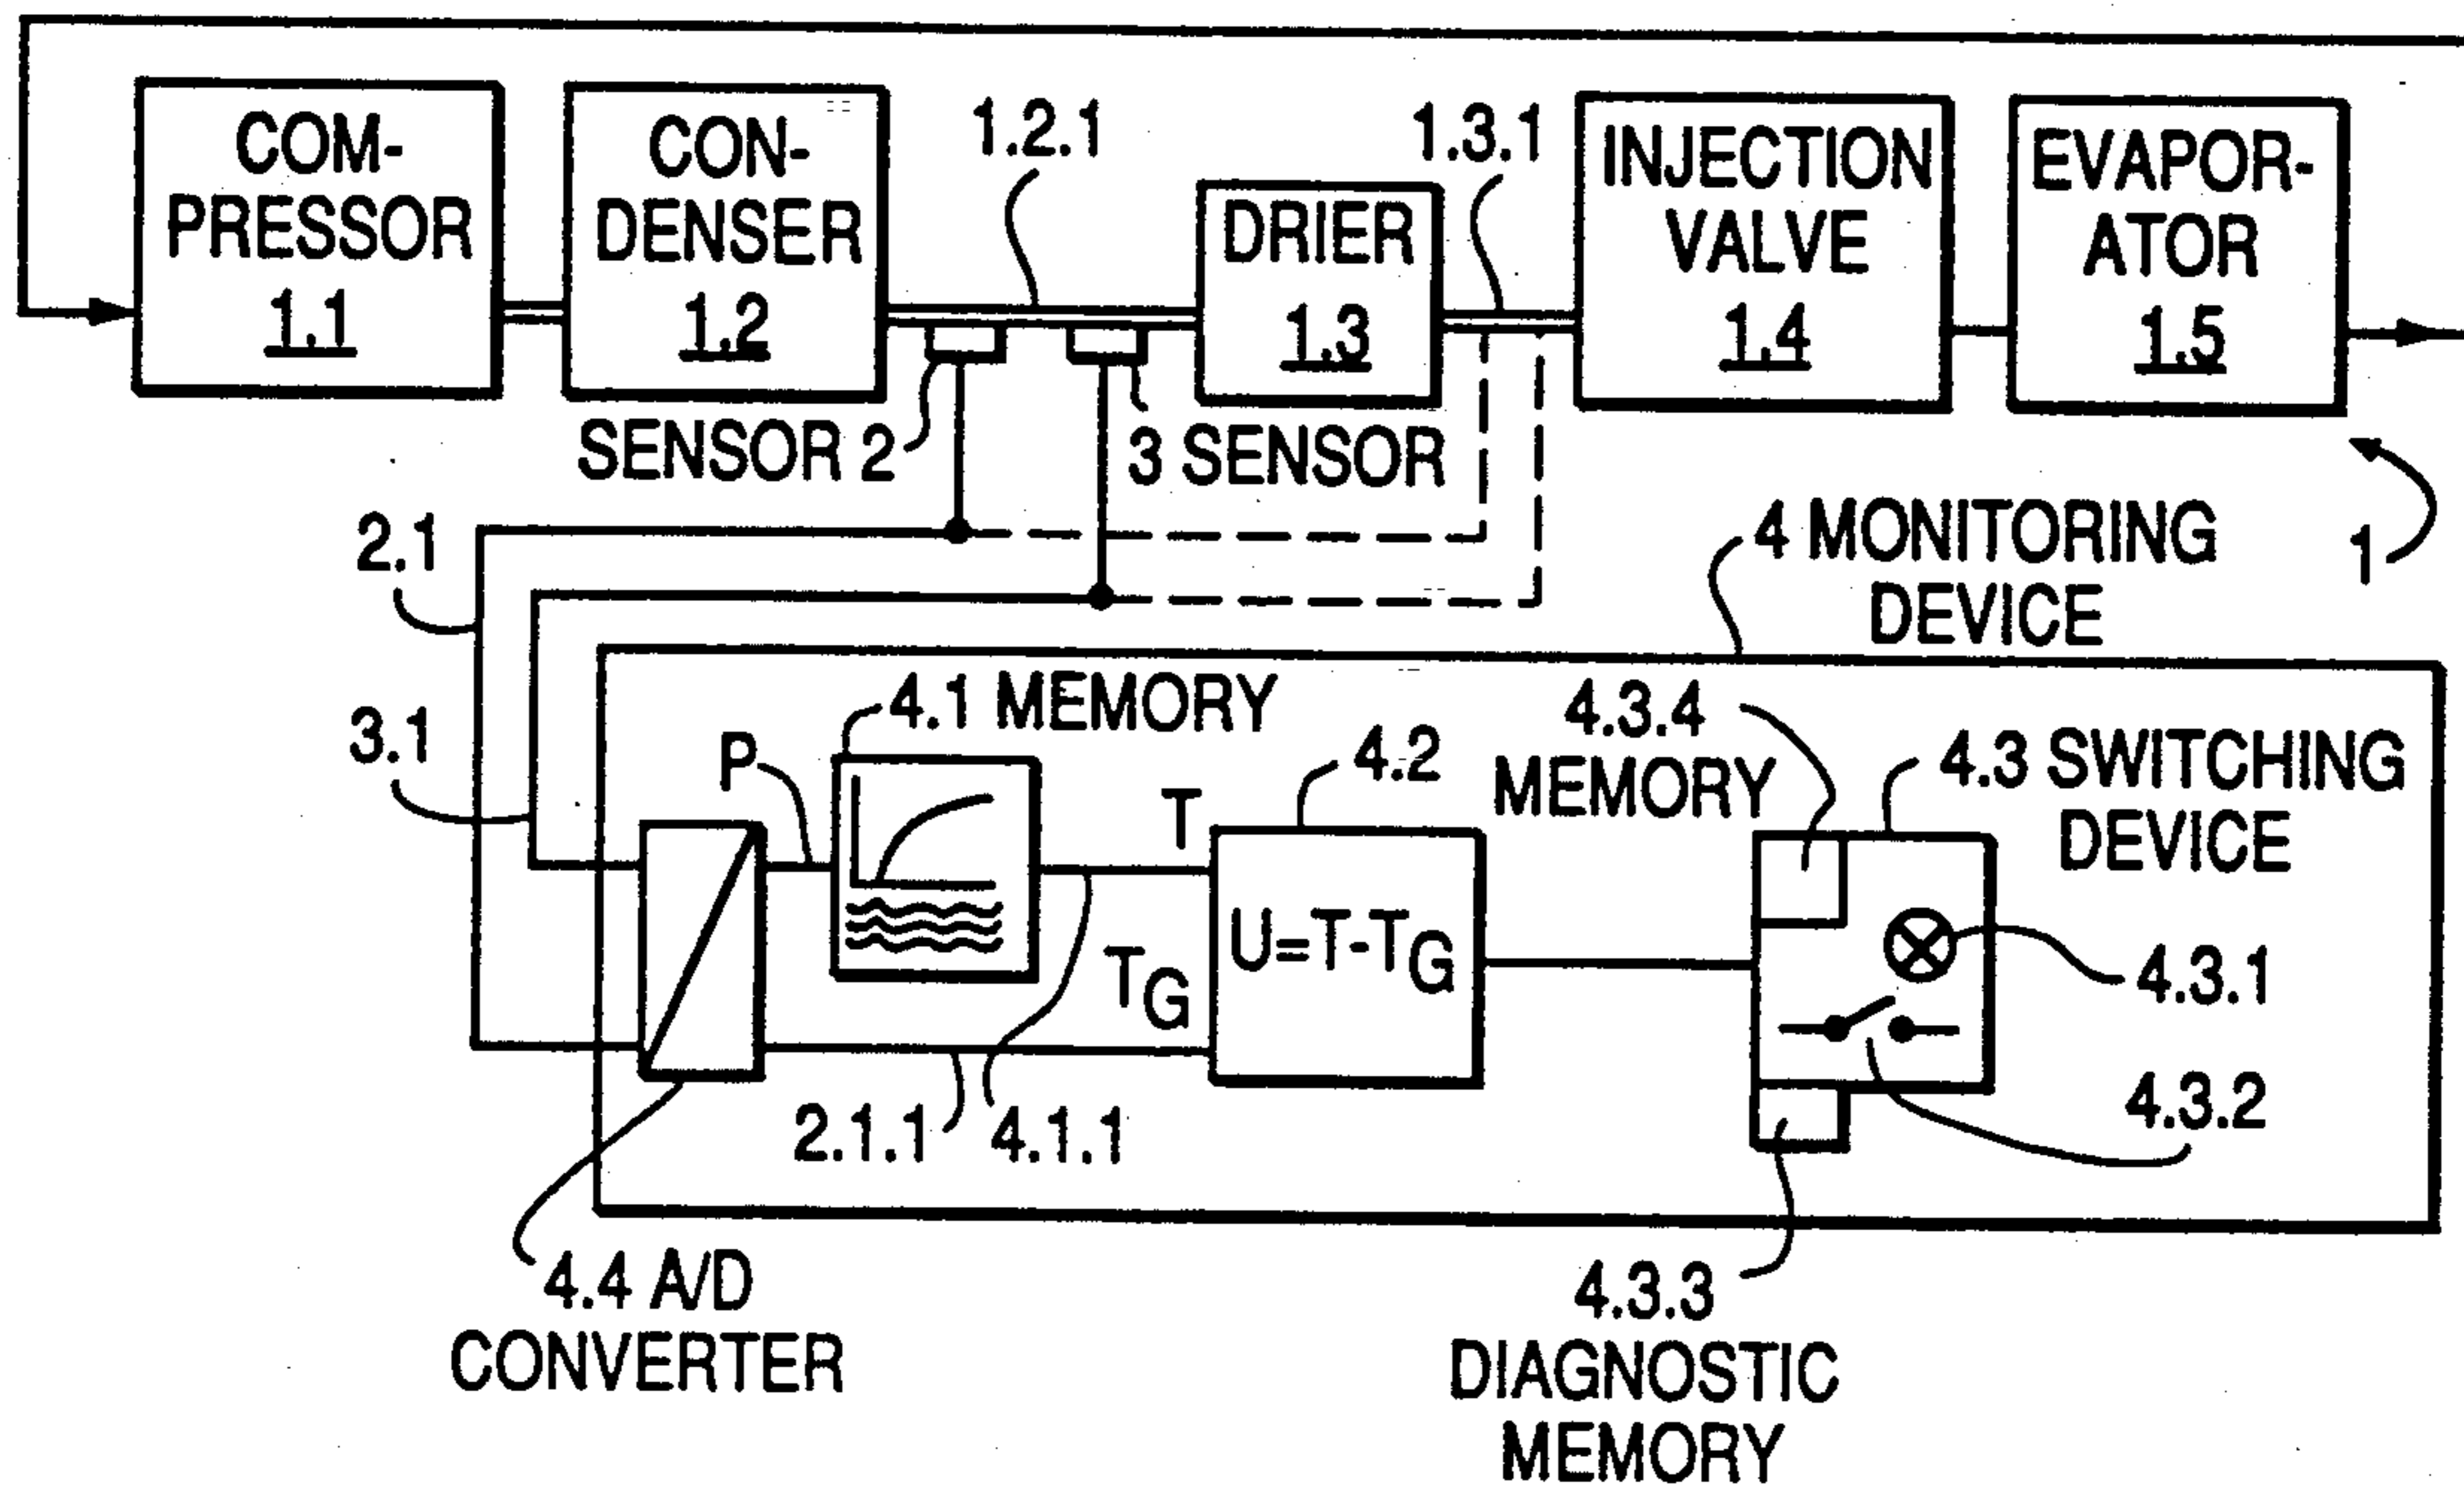 COM-
PRESSOR
1.1
CON-
DENSER
1.2
1.2.1
DRIER
1.3
1.3.1
INJECTION
VALVE
1.4
EVAPOR-
ATOR
1.5
SENSOR 2
3 SENSOR
1
2.1
3.1
4 MONITORING
DEVICE
4.1 MEMORY
P
T
TG
4.2
U=T-TG
4.3.4
MEMORY
4.3 SWITCHING
DEVICE
4.3.1
4.3.2
2.1.1
4.1.1
4.4 A/D
CONVERTER
4.3.3
DIAGNOSTIC
MEMORY